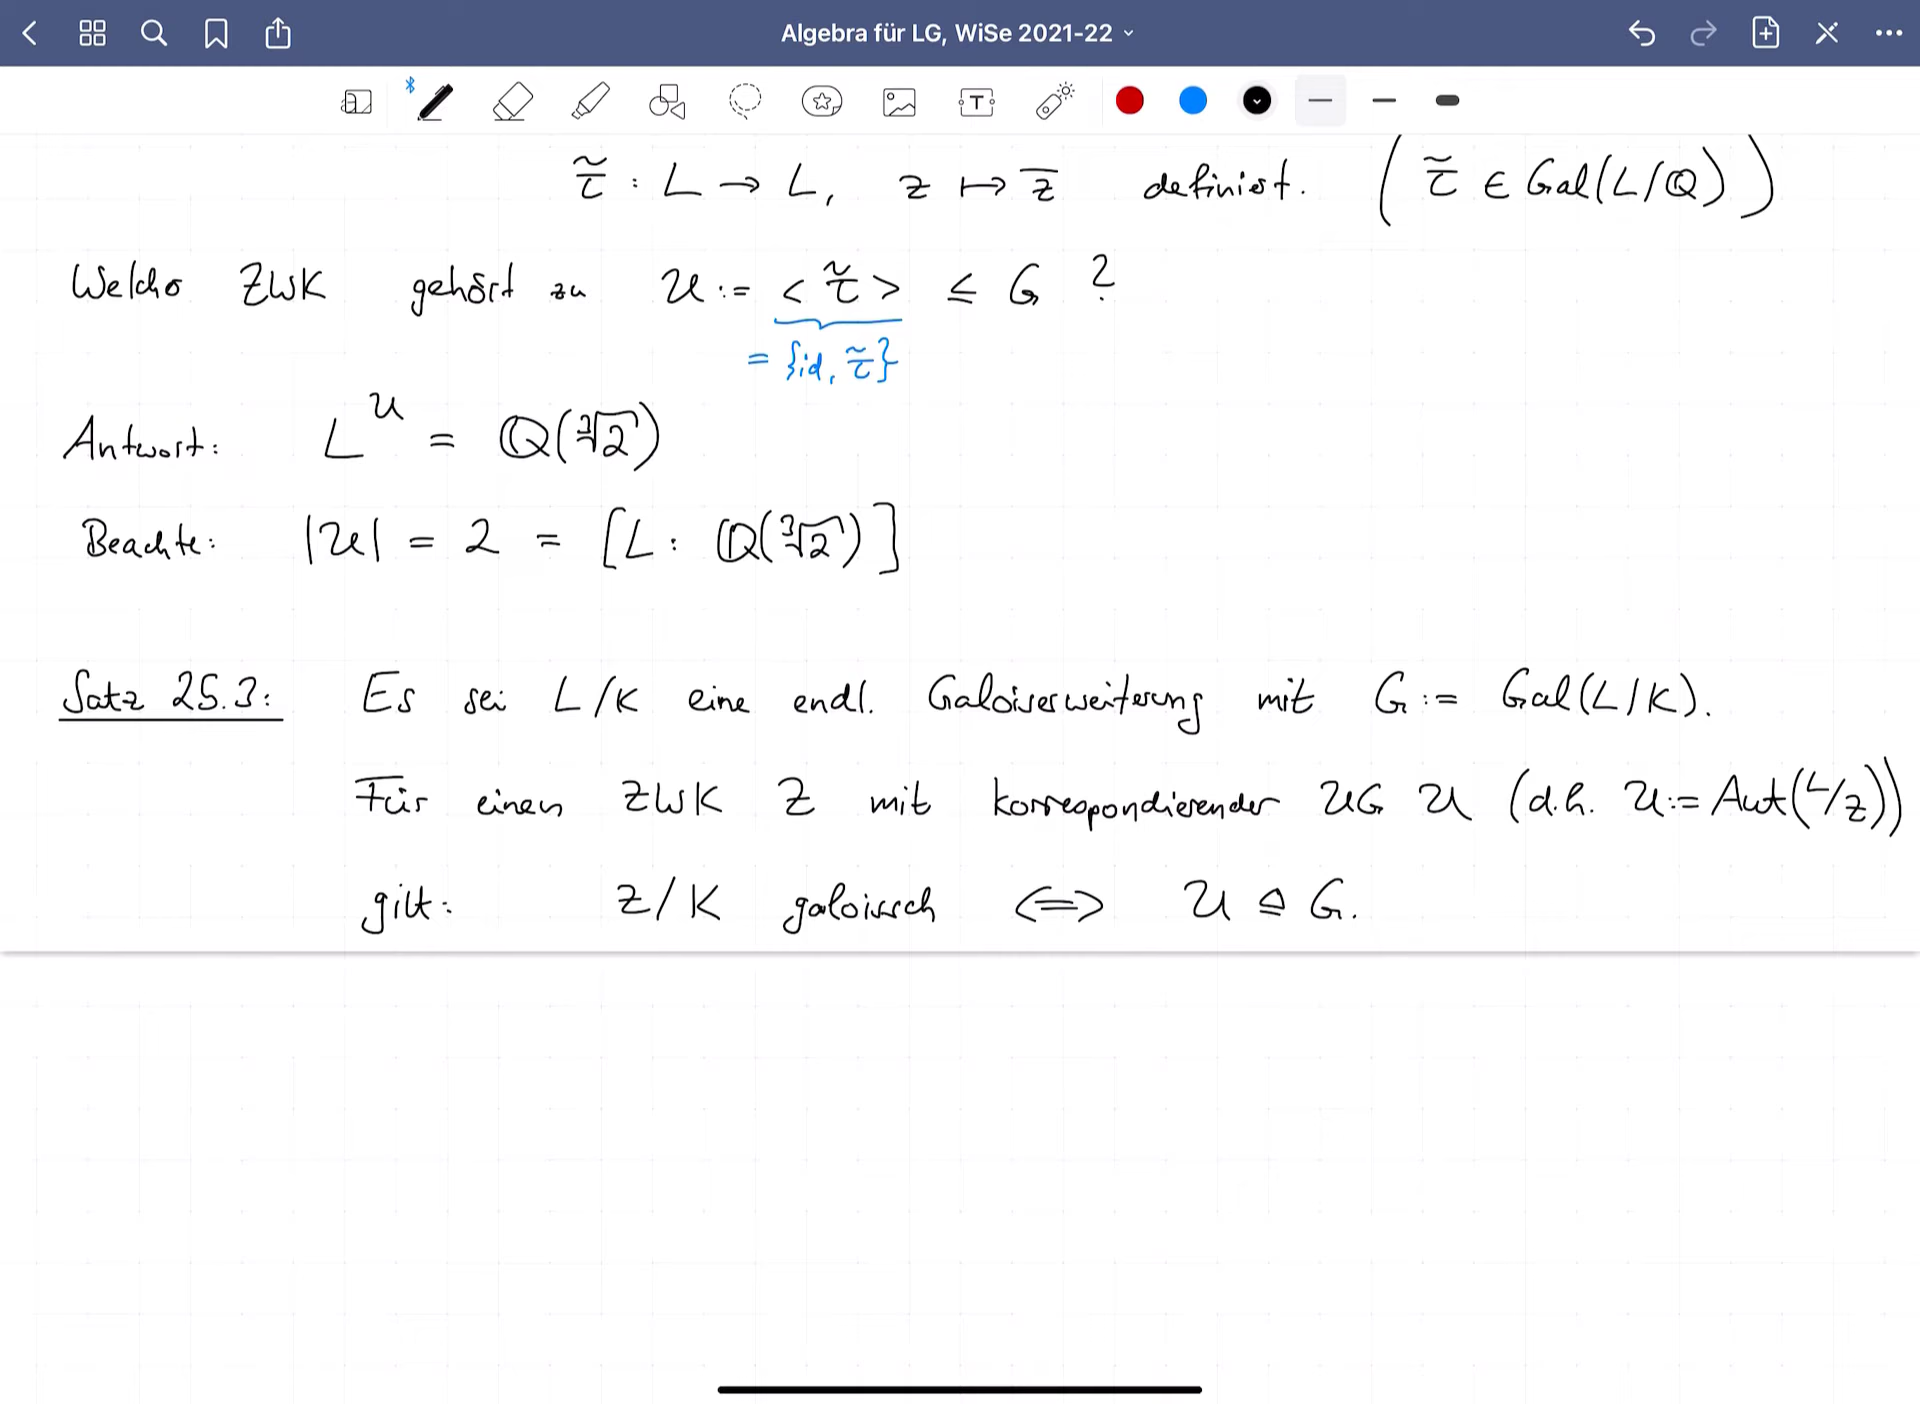 Algebra für LG, WiSe 2021-22
T
τ̃ : L → L, z ↦ z̄ definiert. ( τ̃ ∈ Gal(L/ℚ) )
Welche ZWK gehört zu U := < τ̃ > ≤ G ?
= {id, τ̃}
Antwort: L^U = ℚ(∛2)
Beachte: |U| = 2 = [L : ℚ(∛2)]
Satz 25.3: Es sei L/K eine endl. Galoiserweiterung mit G := Gal(L/K).
Für einen ZWK Z mit korrespondierender UG U (d.h. U := Aut(L/Z))
gilt: Z/K galoissch ⇔ U ⊴ G.